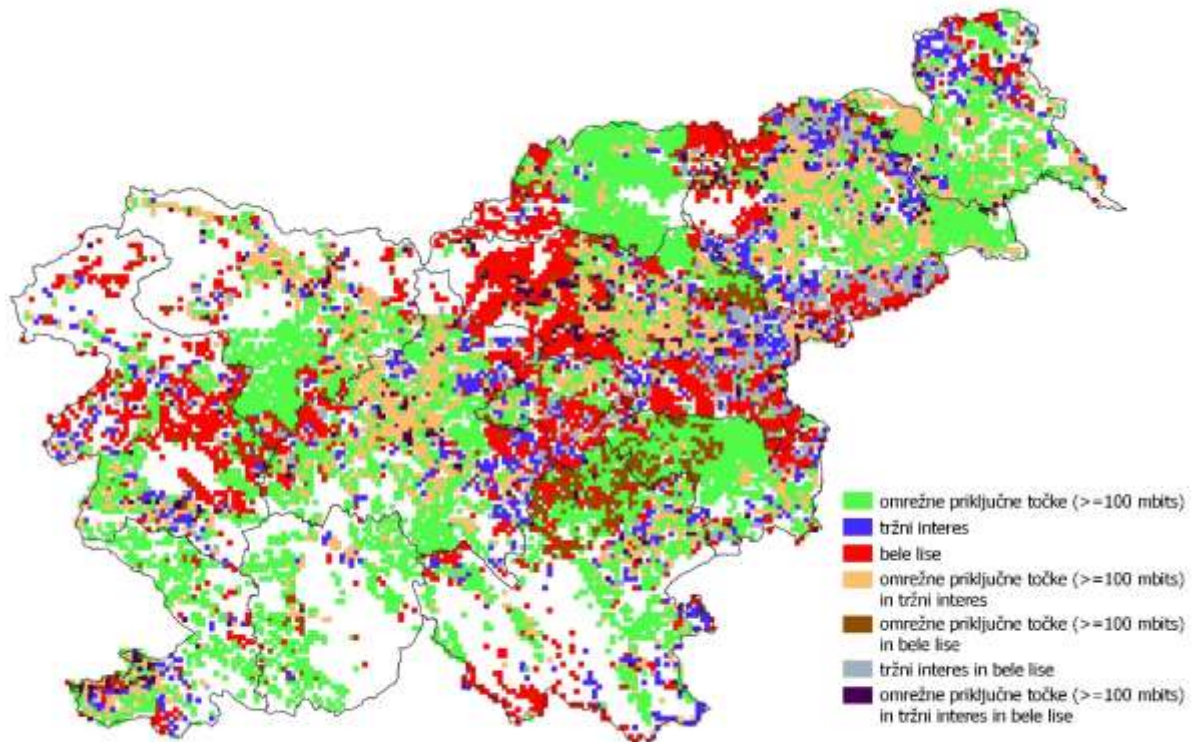 omrežne priključne točke (>=100 mbits)
tržni interes
bele lise
omrežne priključne točke (>=100 mbits)
in tržni interes
omrežne priključne točke (>=100 mbits)
in bele lise
tržni interes in bele lise
omrežne priključne točke (>=100 mbits)
in tržni interes in bele lise